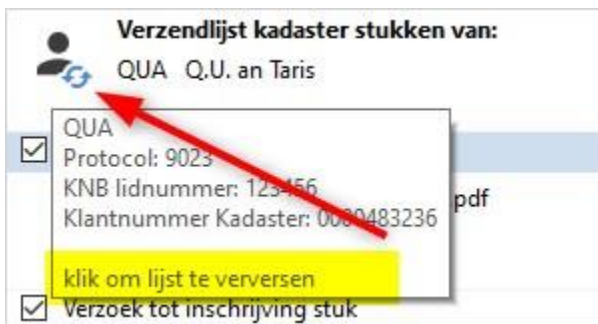 Verzendlijst kadaster stukken van:
QUA Q.U. an Taris
QUA
Protocol: 9023
KNB lidnummer: 123456
Klantnummer Kadaster: 0000483236
pdf
klik om lijst te verversen
Verzoek tot inschrijving stuk